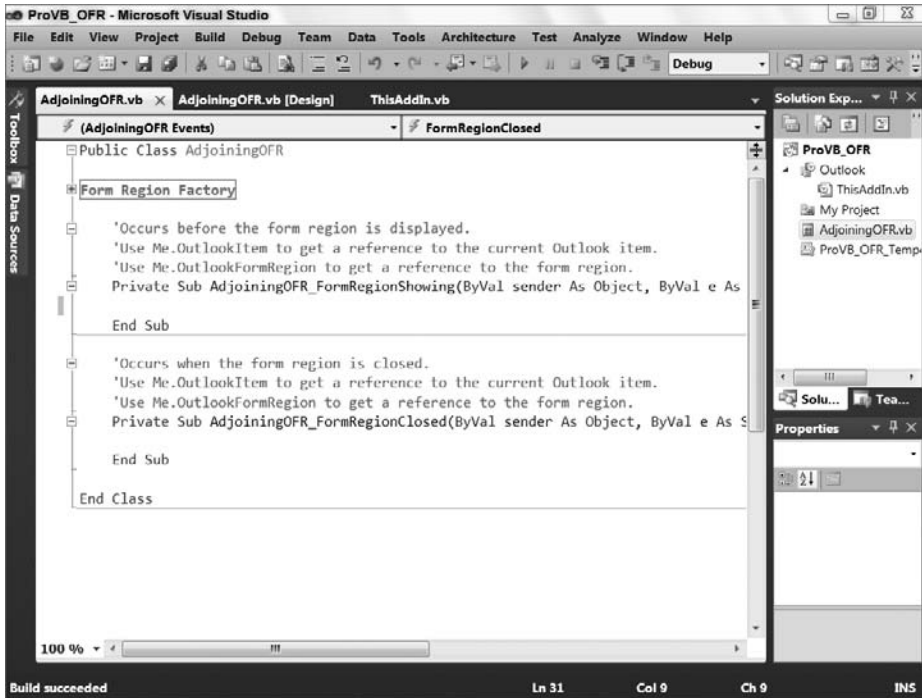 ProVB_OFR - Microsoft Visual Studio
File Edit View Project Build Debug Team Data Tools Architecture Test Analyze Window Help
Debug
AdjoiningOFR.vb AdjoiningOFR.vb [Design] ThisAddIn.vb
(AdjoiningOFR Events) FormRegionClosed
Public Class AdjoiningOFR
Form Region Factory
'Occurs before the form region is displayed.
'Use Me.OutlookItem to get a reference to the current Outlook item.
'Use Me.OutlookFormRegion to get a reference to the form region.
Private Sub AdjoiningOFR_FormRegionShowing(ByVal sender As Object, ByVal e As
End Sub
'Occurs when the form region is closed.
'Use Me.OutlookItem to get a reference to the current Outlook item.
'Use Me.OutlookFormRegion to get a reference to the form region.
Private Sub AdjoiningOFR_FormRegionClosed(ByVal sender As Object, ByVal e As S
End Sub
End Class
100 %
Toolbox
Data Sources
Solution Exp...
ProVB_OFR
Outlook
ThisAddIn.vb
My Project
AdjoiningOFR.vb
ProVB_OFR_Temp
Solu... Tea...
Properties
Build succeeded Ln 31 Col 9 Ch 9 INS